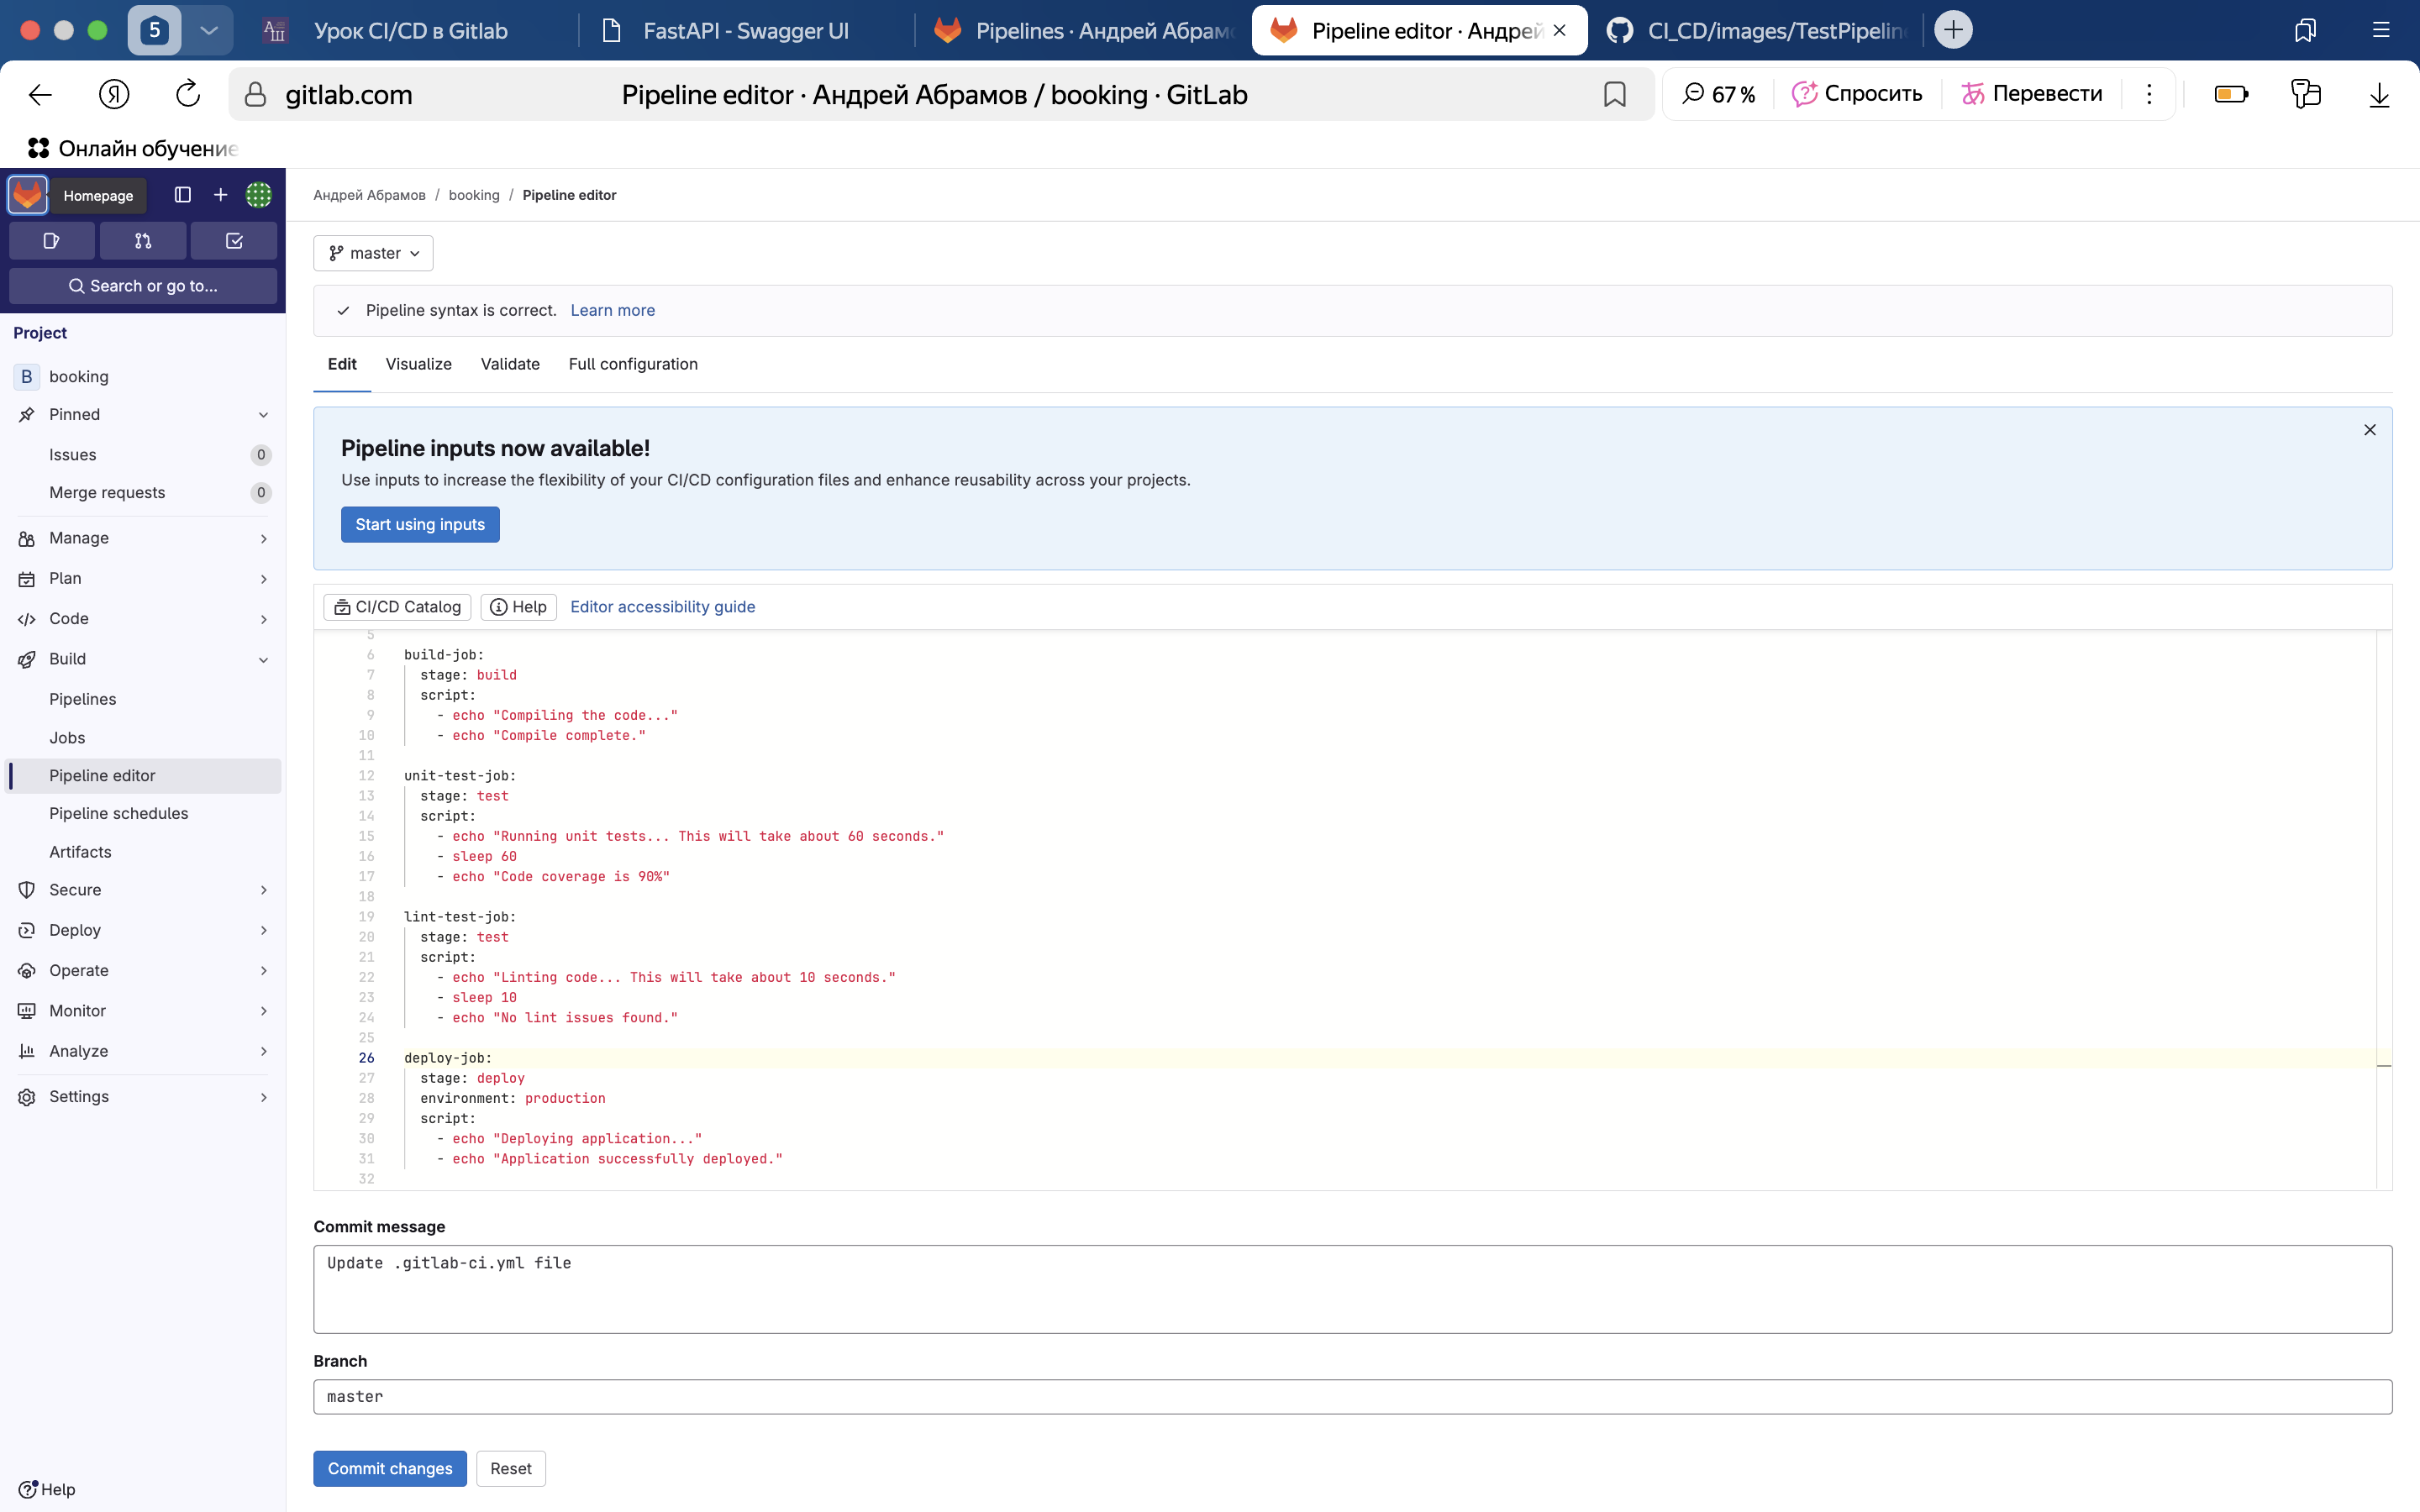 5
Урок CI/CD в Gitlab
FastAPI - Swagger UI
Pipelines · Андрей Абрам
Pipeline editor · Андрей
CI_CD/images/TestPipelin
gitlab.com
Pipeline editor · Андрей Абрамов / booking · GitLab
67 %
Спросить
Перевести
Онлайн обучение
Homepage
Search or go to...
Project
B booking
Pinned
Issues 0
Merge requests 0
Manage
Plan
Code
Build
Pipelines
Jobs
Pipeline editor
Pipeline schedules
Artifacts
Secure
Deploy
Operate
Monitor
Analyze
Settings
Help
Андрей Абрамов / booking / Pipeline editor
master
Pipeline syntax is correct. Learn more
Edit Visualize Validate Full configuration
Pipeline inputs now available!
Use inputs to increase the flexibility of your CI/CD configuration files and enhance reusability across your projects.
Start using inputs
CI/CD Catalog Help Editor accessibility guide
5
6 build-job:
7 stage: build
8 script:
9 - echo "Compiling the code..."
10 - echo "Compile complete."
11
12 unit-test-job:
13 stage: test
14 script:
15 - echo "Running unit tests... This will take about 60 seconds."
16 - sleep 60
17 - echo "Code coverage is 90%"
18
19 lint-test-job:
20 stage: test
21 script:
22 - echo "Linting code... This will take about 10 seconds."
23 - sleep 10
24 - echo "No lint issues found."
25
26 deploy-job:
27 stage: deploy
28 environment: production
29 script:
30 - echo "Deploying application..."
31 - echo "Application successfully deployed."
32
Commit message
Update .gitlab-ci.yml file
Branch
master
Commit changes Reset